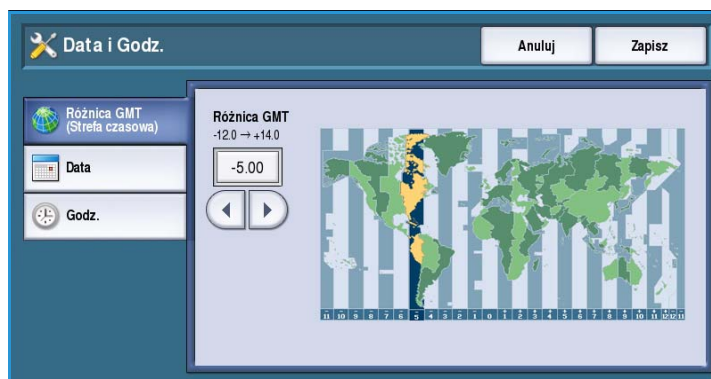 Data i Godz.
Anuluj
Zapisz
Różnica GMT
(Strefa czasowa)
Data
Godz.
Różnica GMT
-12.0 → +14.0
-5.00
11 10 9 8 7 6 5 4 3 2 1 0 1 2 3 4 5 6 7 8 9 10 11 12 12 11